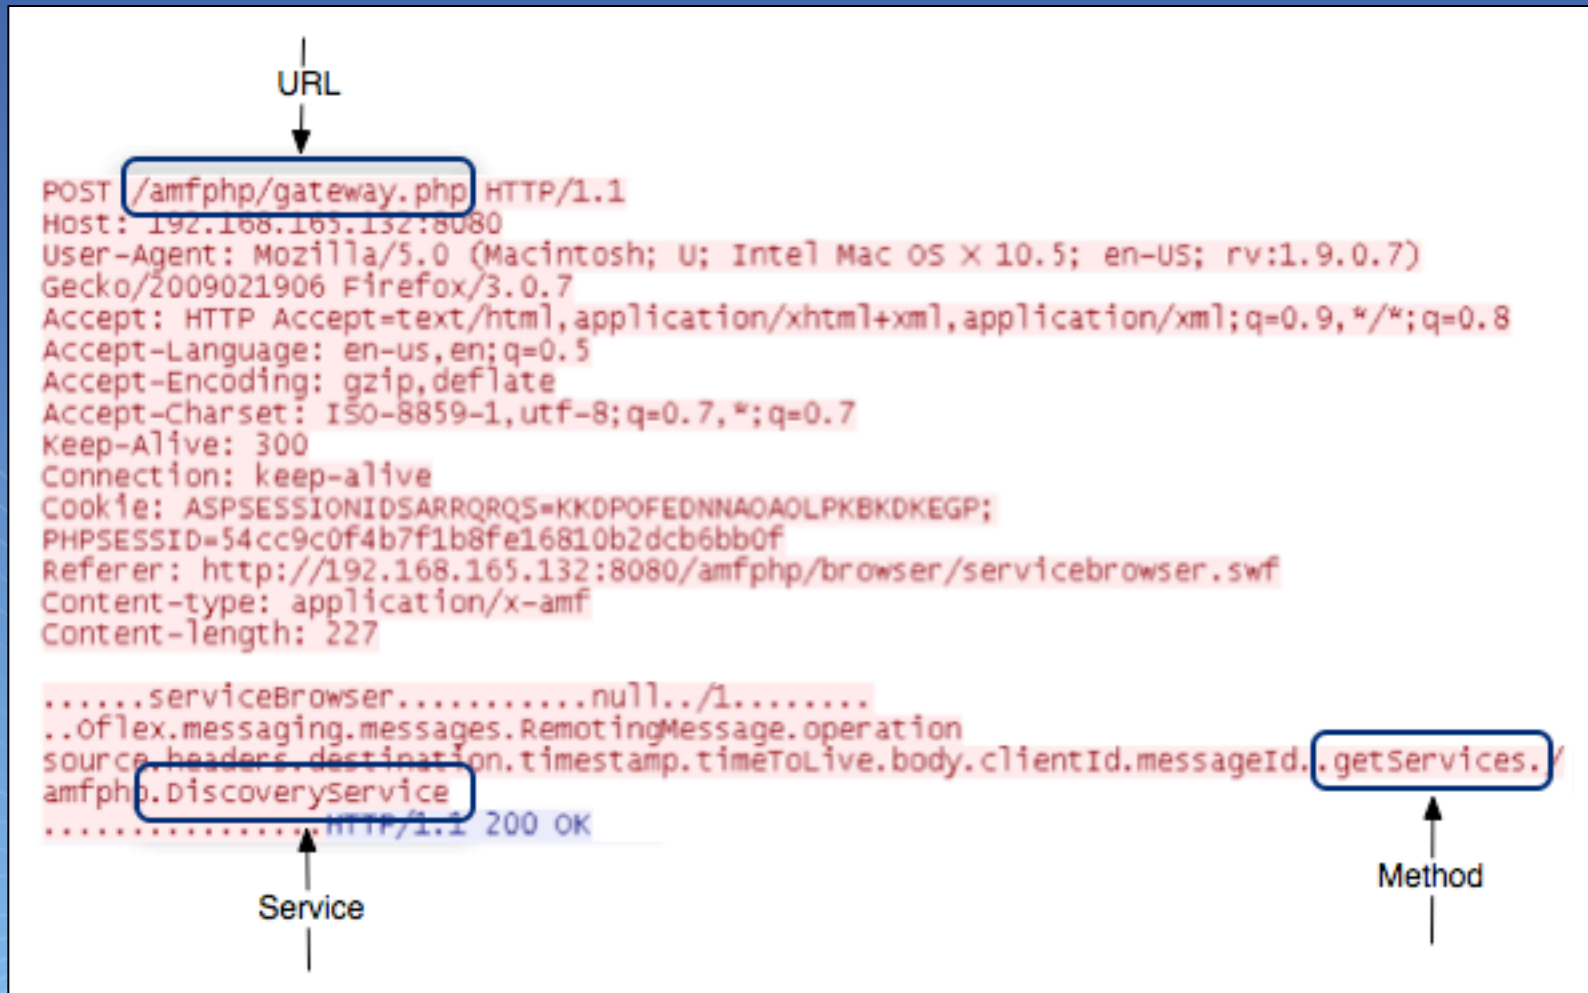 URL
POST /amfphp/gateway.php HTTP/1.1
Host: 192.168.165.132:8080
User-Agent: Mozilla/5.0 (Macintosh; U; Intel Mac OS X 10.5; en-US; rv:1.9.0.7)
Gecko/2009021906 Firefox/3.0.7
Accept: HTTP Accept=text/html,application/xhtml+xml,application/xml;q=0.9,*/*;q=0.8
Accept-Language: en-us,en;q=0.5
Accept-Encoding: gzip,deflate
Accept-Charset: ISO-8859-1,utf-8;q=0.7,*;q=0.7
Keep-Alive: 300
Connection: keep-alive
Cookie: ASPSESSIONIDSARRQRQS=KKDPOFEDNNAOAOLPKBKDKEGP;
PHPSESSID=54cc9c0f4b7f1b8fe16810b2dcb6bb0f
Referer: http://192.168.165.132:8080/amfphp/browser/servicebrowser.swf
Content-type: application/x-amf
Content-length: 227
......serviceBrowser...........null../1........
..Oflex.messaging.messages.RemotingMessage.operation
source.headers.destination.timestamp.timeToLive.body.clientId.messageId..getServices./
amfphp.DiscoveryService
................HTTP/1.1 200 OK
Method
Service